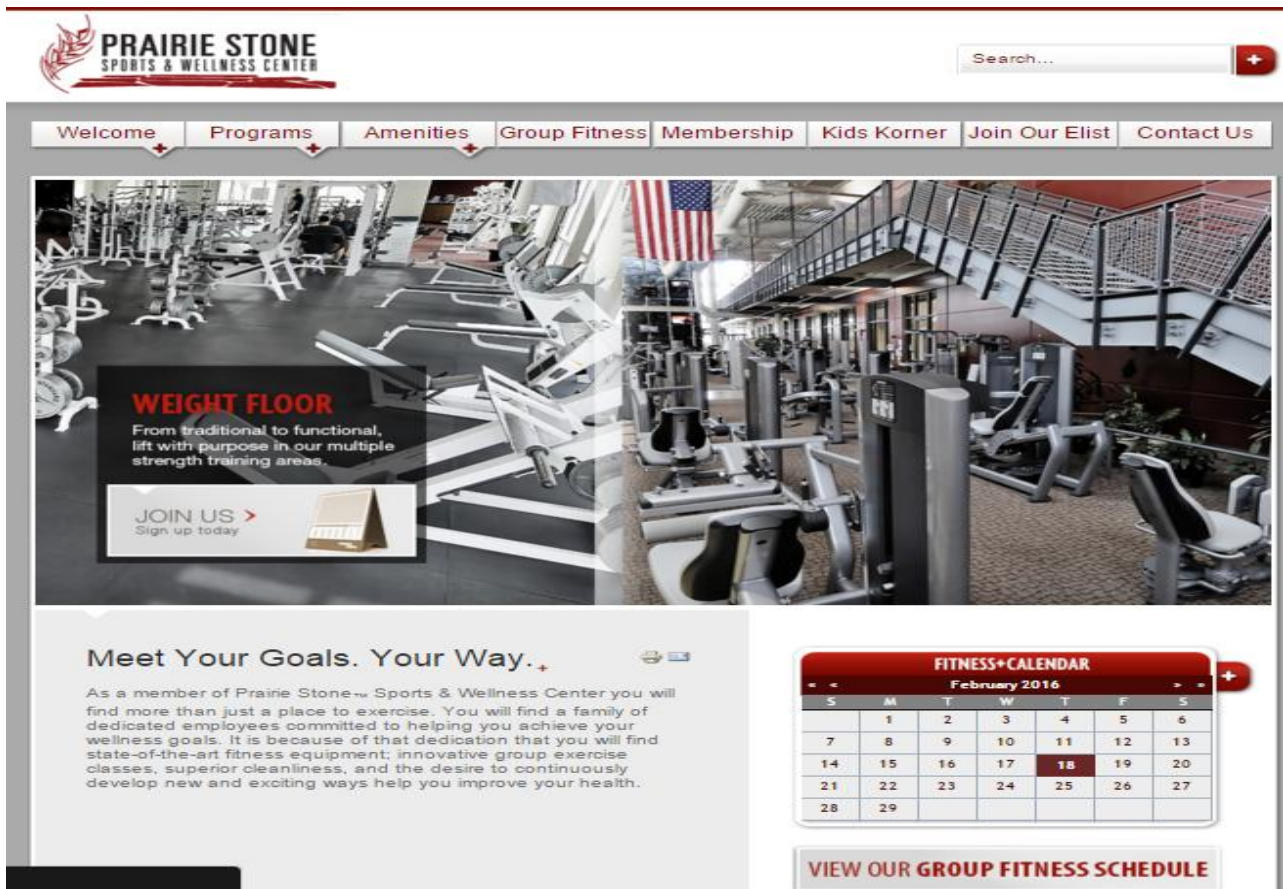 PRAIRIE STONE
SPORTS & WELLNESS CENTER
Search...
Welcome Programs Amenities Group Fitness Membership Kids Korner Join Our Elist Contact Us
WEIGHT FLOOR
From traditional to functional,
lift with purpose in our multiple
strength training areas.
JOIN US >
Sign up today
Meet Your Goals. Your Way.
As a member of Prairie Stone™ Sports & Wellness Center you will
find more than just a place to exercise. You will find a family of
dedicated employees committed to helping you achieve your
wellness goals. It is because of that dedication that you will find
state-of-the-art fitness equipment; innovative group exercise
classes, superior cleanliness, and the desire to continuously
develop new and exciting ways help you improve your health.
FITNESS+CALENDAR
« < February 2016 > »
S M T W T F S
1 2 3 4 5 6
7 8 9 10 11 12 13
14 15 16 17 18 19 20
21 22 23 24 25 26 27
28 29
VIEW OUR GROUP FITNESS SCHEDULE